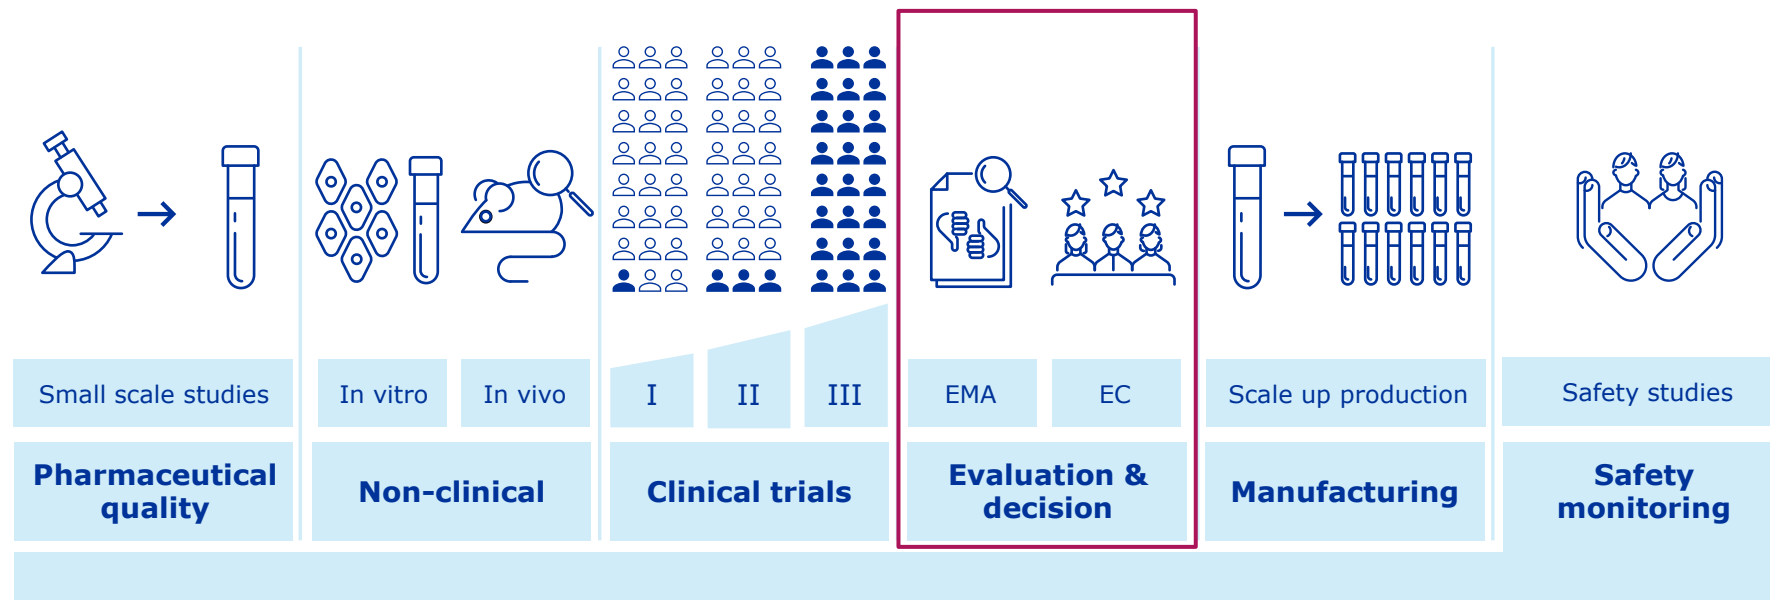 Small scale studies
In vitro
In vivo
I
II
III
EMA
EC
Scale up production
Safety studies
Pharmaceutical
quality
Non-clinical
Clinical trials
Evaluation &
decision
Manufacturing
Safety
monitoring